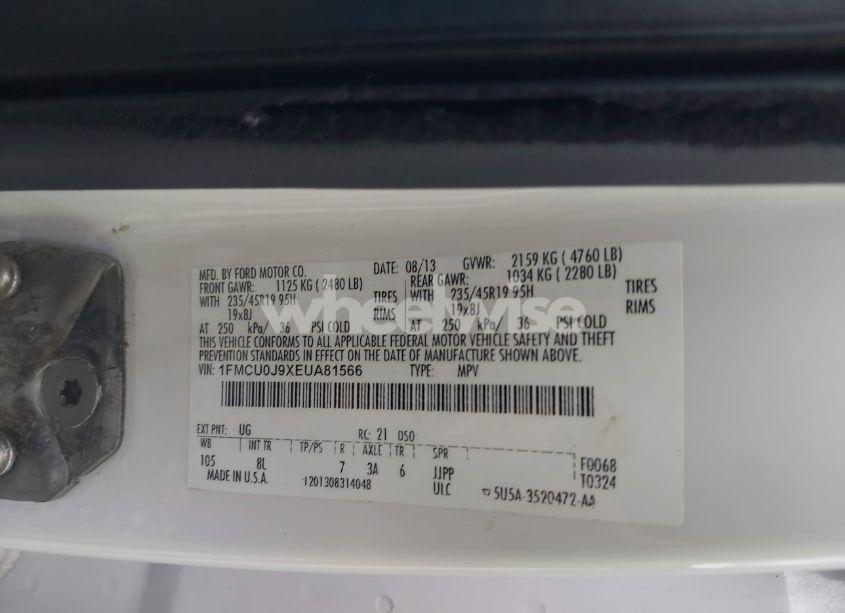 MFD. BY FORD MOTOR CO. DATE: 08/13 GVWR: 2159 KG ( 4760 LB)
FRONT GAWR: 1125 KG ( 2480 LB) REAR GAWR: 1034 KG ( 2280 LB)
WITH 235/45R19 95H TIRES WITH 235/45R19 95H TIRES
19x8J RIMS 19x8J RIMS
AT 250 kPa/ 36 PSI COLD AT 250 kPa/ 36 PSI COLD
THIS VEHICLE CONFORMS TO ALL APPLICABLE FEDERAL MOTOR VEHICLE SAFETY AND THEFT
PREVENTION STANDARDS IN EFFECT ON THE DATE OF MANUFACTURE SHOWN ABOVE.
VIN: 1FMCU0J9XEUA81566 TYPE: MPV
EXT PNT: UG RC: 21 DSO:
WB INT TR TP/PS R AXLE TR SPR
105 8L 7 3A 6 JJPP F0068
MADE IN U.S.A. 1201308314048 ULC T0324
5U5A-3520472-AA
wheelwise